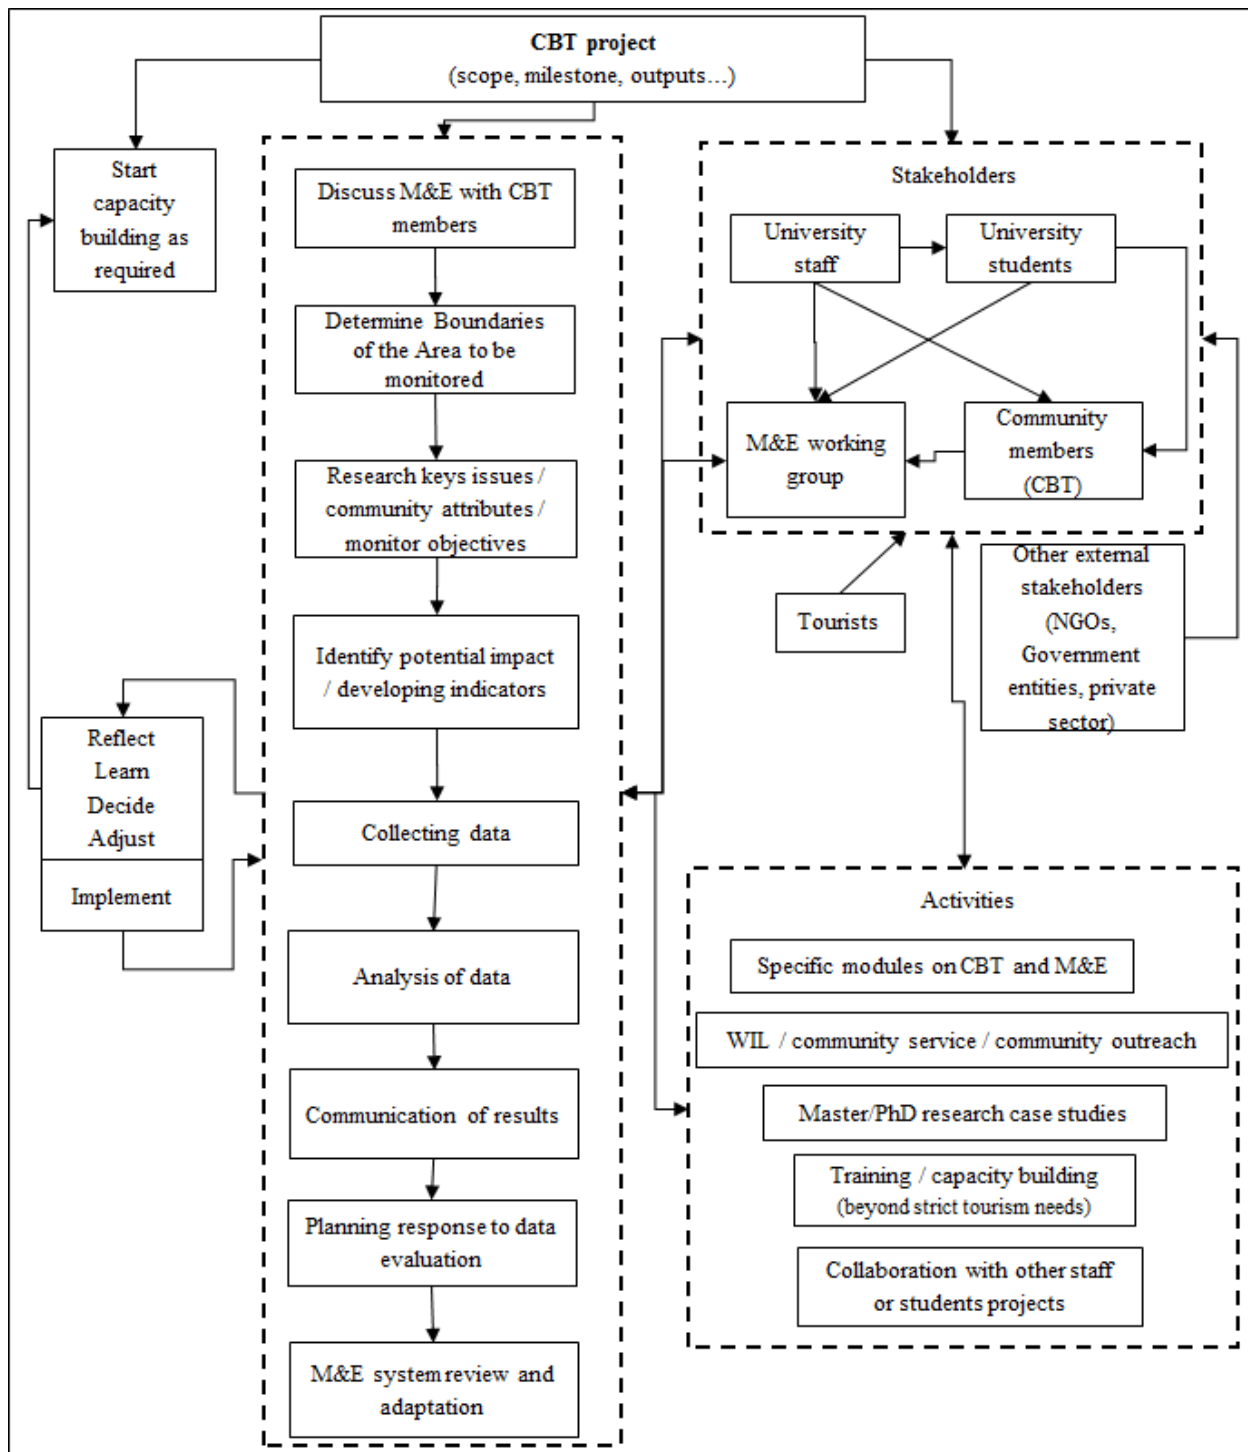 CBT project
(scope, milestone, outputs…)
Start
capacity
building as
required
Discuss M&E with CBT
members
Determine Boundaries
of the Area to be
monitored
Research keys issues /
community attributes /
monitor objectives
Identify potential impact
/ developing indicators
Collecting data
Analysis of data
Communication of results
Planning response to data
evaluation
M&E system review and
adaptation
Reflect
Learn
Decide
Adjust
Implement
Stakeholders
University
staff
University
students
M&E working
group
Community
members
(CBT)
Tourists
Other external
stakeholders
(NGOs,
Government
entities, private
sector)
Activities
Specific modules on CBT and M&E
WIL / community service / community outreach
Master/PhD research case studies
Training / capacity building
(beyond strict tourism needs)
Collaboration with other staff
or students projects